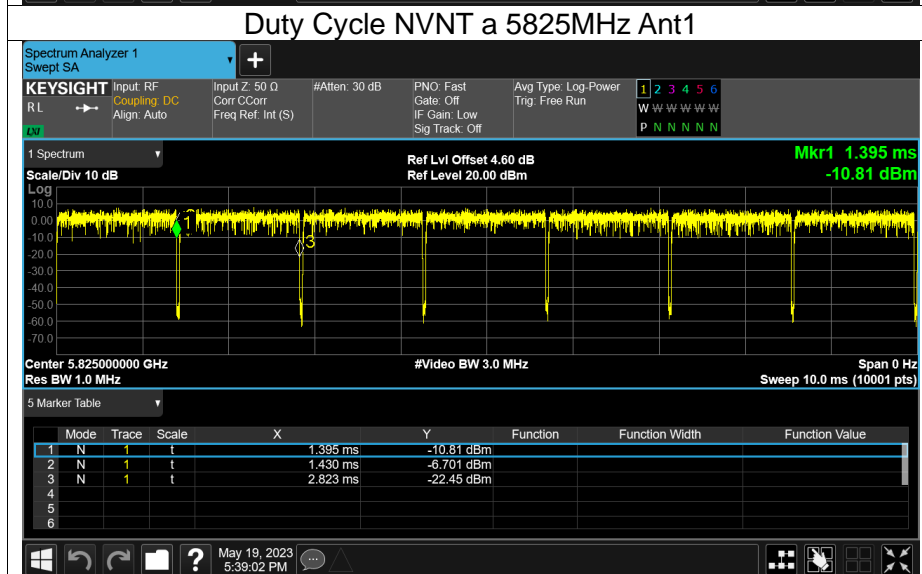 Duty Cycle NVNT a 5825MHz Ant1
Spectrum Analyzer 1
Swept SA
+
KEYSIGHT Input: RF Input Z: 50 Ω #Atten: 30 dB PNO: Fast Avg Type: Log-Power 1 2 3 4 5 6
R L Coupling: DC Corr CCorr Gate: Off Trig: Free Run W W W W W W
Align: Auto Freq Ref: Int (S) IF Gain: Low
LXI Sig Track: Off P N N N N N
1 Spectrum Ref Lvl Offset 4.60 dB Mkr1 1.395 ms
Scale/Div 10 dB Ref Level 20.00 dBm -10.81 dBm
Log
10.0
0.00
-10.0
-20.0
-30.0
-40.0
-50.0
-60.0
-70.0
1
3
Center 5.825000000 GHz #Video BW 3.0 MHz Span 0 Hz
Res BW 1.0 MHz Sweep 10.0 ms (10001 pts)
5 Marker Table
Mode Trace Scale X Y Function Function Width Function Value
1 N 1 t 1.395 ms -10.81 dBm
2 N 1 t 1.430 ms -6.701 dBm
3 N 1 t 2.823 ms -22.45 dBm
4
5
6
? May 19, 2023
5:39:02 PM